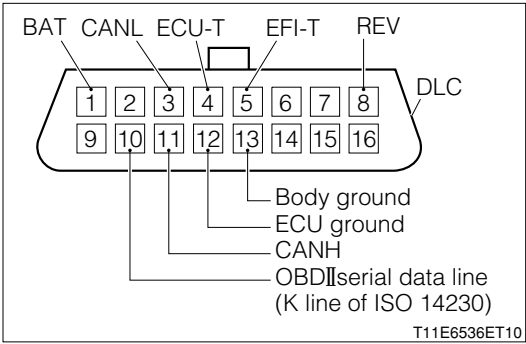 BAT CANL ECU-T EFI-T REV
DLC
1 2 3 4 5 6 7 8
9 10 11 12 13 14 15 16
Body ground
ECU ground
CANH
OBDⅡserial data line
(K line of ISO 14230)
T11E6536ET10